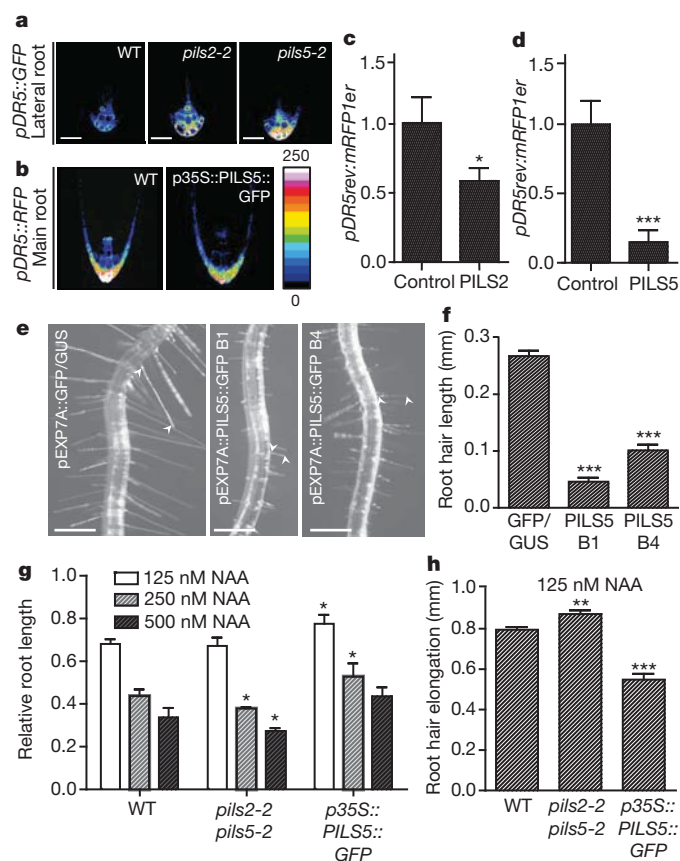 a
pDR5::GFP
Lateral root
WT
pils2-2
pils5-2
b
pDR5::RFP
Main root
WT
p35S::PILS5::
GFP
250
0
c
pDR5rev:mRFP1er
1.5
1.0
0.5
0.0
*
Control
PILS2
d
pDR5rev:mRFP1er
1.5
1.0
0.5
0.0
***
Control
PILS5
e
pEXP7A::GFP/GUS
pEXP7A::PILS5::GFP B1
pEXP7A::PILS5::GFP B4
f
Root hair length (mm)
0.3
0.2
0.1
0.0
***
***
GFP/
GUS
PILS5
B1
PILS5
B4
g
Relative root length
1.0
0.8
0.6
0.4
0.2
0.0
125 nM NAA
250 nM NAA
500 nM NAA
*
*
*
*
WT
pils2-2
pils5-2
p35S::
PILS5::
GFP
h
125 nM NAA
Root hair elongation (mm)
0.8
0.8
0.4
0.2
0.0
**
***
WT
pils2-2
pils5-2
p35S::
PILS5::
GFP